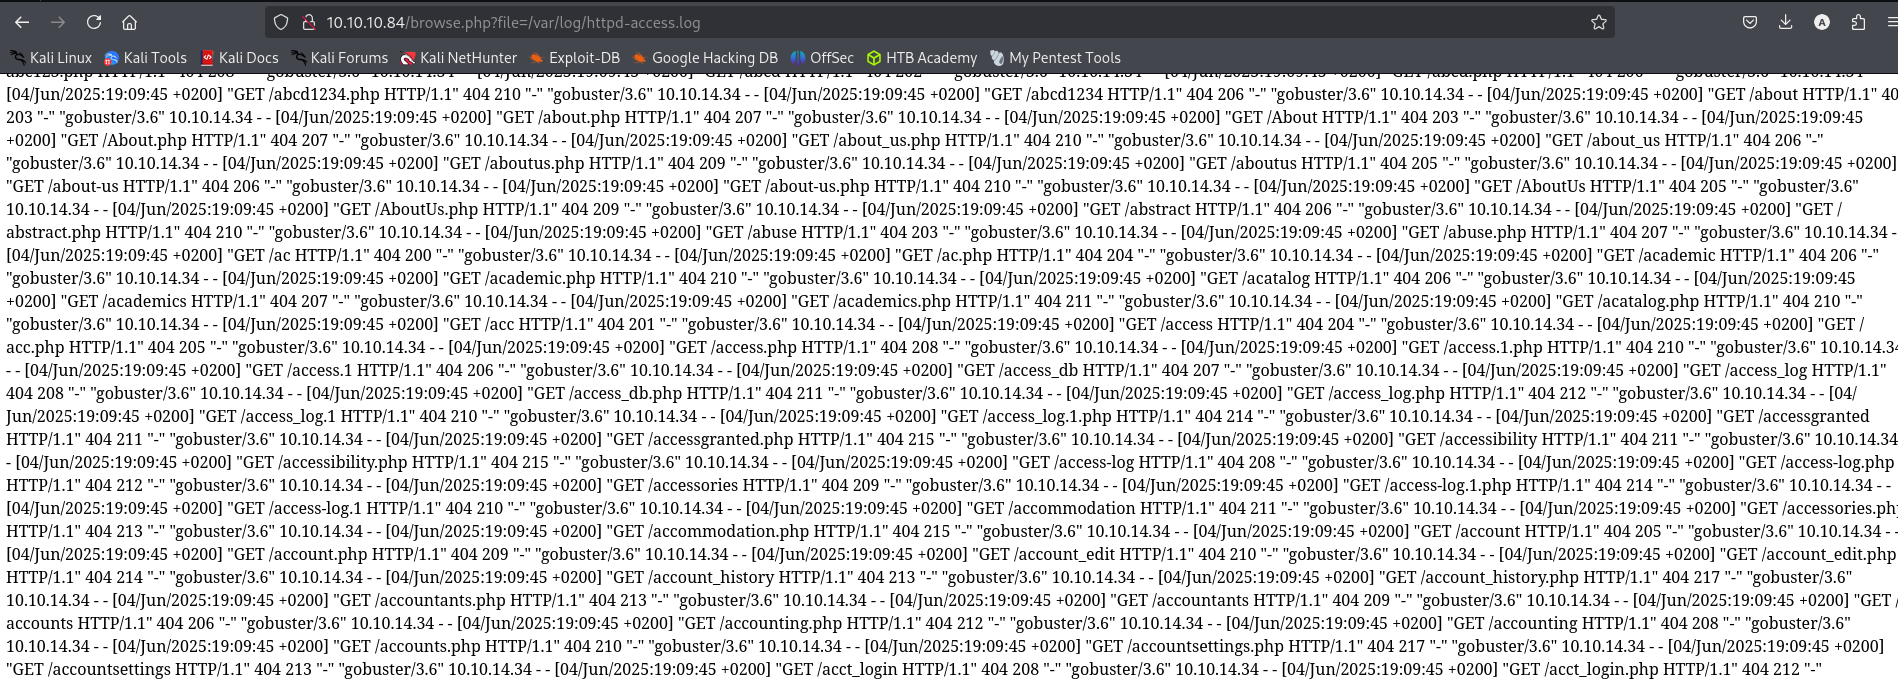 10.10.10.84/browse.php?file=/var/log/httpd-access.log
Kali Linux Kali Tools Kali Docs Kali Forums Kali NetHunter Exploit-DB Google Hacking DB OffSec HTB Academy My Pentest Tools
[04/Jun/2025:19:09:45 +0200] "GET /abcd1234.php HTTP/1.1" 404 210 "-" "gobuster/3.6" 10.10.14.34 - - [04/Jun/2025:19:09:45 +0200] "GET /abcd1234 HTTP/1.1" 404 206 "-" "gobuster/3.6" 10.10.14.34 - - [04/Jun/2025:19:09:45 +0200] "GET /about HTTP/1.1" 40
203 "-" "gobuster/3.6" 10.10.14.34 - - [04/Jun/2025:19:09:45 +0200] "GET /about.php HTTP/1.1" 404 207 "-" "gobuster/3.6" 10.10.14.34 - - [04/Jun/2025:19:09:45 +0200] "GET /About HTTP/1.1" 404 203 "-" "gobuster/3.6" 10.10.14.34 - - [04/Jun/2025:19:09:45
+0200] "GET /About.php HTTP/1.1" 404 207 "-" "gobuster/3.6" 10.10.14.34 - - [04/Jun/2025:19:09:45 +0200] "GET /about_us.php HTTP/1.1" 404 210 "-" "gobuster/3.6" 10.10.14.34 - - [04/Jun/2025:19:09:45 +0200] "GET /about_us HTTP/1.1" 404 206 "-"
"gobuster/3.6" 10.10.14.34 - - [04/Jun/2025:19:09:45 +0200] "GET /aboutus.php HTTP/1.1" 404 209 "-" "gobuster/3.6" 10.10.14.34 - - [04/Jun/2025:19:09:45 +0200] "GET /aboutus HTTP/1.1" 404 205 "-" "gobuster/3.6" 10.10.14.34 - - [04/Jun/2025:19:09:45 +0200]
"GET /about-us HTTP/1.1" 404 206 "-" "gobuster/3.6" 10.10.14.34 - - [04/Jun/2025:19:09:45 +0200] "GET /about-us.php HTTP/1.1" 404 210 "-" "gobuster/3.6" 10.10.14.34 - - [04/Jun/2025:19:09:45 +0200] "GET /AboutUs HTTP/1.1" 404 205 "-" "gobuster/3.6"
10.10.14.34 - - [04/Jun/2025:19:09:45 +0200] "GET /AboutUs.php HTTP/1.1" 404 209 "-" "gobuster/3.6" 10.10.14.34 - - [04/Jun/2025:19:09:45 +0200] "GET /abstract HTTP/1.1" 404 206 "-" "gobuster/3.6" 10.10.14.34 - - [04/Jun/2025:19:09:45 +0200] "GET /
abstract.php HTTP/1.1" 404 210 "-" "gobuster/3.6" 10.10.14.34 - - [04/Jun/2025:19:09:45 +0200] "GET /abuse HTTP/1.1" 404 203 "-" "gobuster/3.6" 10.10.14.34 - - [04/Jun/2025:19:09:45 +0200] "GET /abuse.php HTTP/1.1" 404 207 "-" "gobuster/3.6" 10.10.14.34 - -
[04/Jun/2025:19:09:45 +0200] "GET /ac HTTP/1.1" 404 200 "-" "gobuster/3.6" 10.10.14.34 - - [04/Jun/2025:19:09:45 +0200] "GET /ac.php HTTP/1.1" 404 204 "-" "gobuster/3.6" 10.10.14.34 - - [04/Jun/2025:19:09:45 +0200] "GET /academic HTTP/1.1" 404 206 "-"
"gobuster/3.6" 10.10.14.34 - - [04/Jun/2025:19:09:45 +0200] "GET /academic.php HTTP/1.1" 404 210 "-" "gobuster/3.6" 10.10.14.34 - - [04/Jun/2025:19:09:45 +0200] "GET /acatalog HTTP/1.1" 404 206 "-" "gobuster/3.6" 10.10.14.34 - - [04/Jun/2025:19:09:45
+0200] "GET /academics HTTP/1.1" 404 207 "-" "gobuster/3.6" 10.10.14.34 - - [04/Jun/2025:19:09:45 +0200] "GET /academics.php HTTP/1.1" 404 211 "-" "gobuster/3.6" 10.10.14.34 - - [04/Jun/2025:19:09:45 +0200] "GET /acatalog.php HTTP/1.1" 404 210 "-"
"gobuster/3.6" 10.10.14.34 - - [04/Jun/2025:19:09:45 +0200] "GET /acc HTTP/1.1" 404 201 "-" "gobuster/3.6" 10.10.14.34 - - [04/Jun/2025:19:09:45 +0200] "GET /access HTTP/1.1" 404 204 "-" "gobuster/3.6" 10.10.14.34 - - [04/Jun/2025:19:09:45 +0200] "GET /
acc.php HTTP/1.1" 404 205 "-" "gobuster/3.6" 10.10.14.34 - - [04/Jun/2025:19:09:45 +0200] "GET /access.php HTTP/1.1" 404 208 "-" "gobuster/3.6" 10.10.14.34 - - [04/Jun/2025:19:09:45 +0200] "GET /access.1.php HTTP/1.1" 404 210 "-" "gobuster/3.6" 10.10.14.34
- - [04/Jun/2025:19:09:45 +0200] "GET /access.1 HTTP/1.1" 404 206 "-" "gobuster/3.6" 10.10.14.34 - - [04/Jun/2025:19:09:45 +0200] "GET /access_db HTTP/1.1" 404 207 "-" "gobuster/3.6" 10.10.14.34 - - [04/Jun/2025:19:09:45 +0200] "GET /access_log HTTP/1.1"
404 208 "-" "gobuster/3.6" 10.10.14.34 - - [04/Jun/2025:19:09:45 +0200] "GET /access_db.php HTTP/1.1" 404 211 "-" "gobuster/3.6" 10.10.14.34 - - [04/Jun/2025:19:09:45 +0200] "GET /access_log.php HTTP/1.1" 404 212 "-" "gobuster/3.6" 10.10.14.34 - - [04/
Jun/2025:19:09:45 +0200] "GET /access_log.1 HTTP/1.1" 404 210 "-" "gobuster/3.6" 10.10.14.34 - - [04/Jun/2025:19:09:45 +0200] "GET /access_log.1.php HTTP/1.1" 404 214 "-" "gobuster/3.6" 10.10.14.34 - - [04/Jun/2025:19:09:45 +0200] "GET /accessgranted
HTTP/1.1" 404 211 "-" "gobuster/3.6" 10.10.14.34 - - [04/Jun/2025:19:09:45 +0200] "GET /accessgranted.php HTTP/1.1" 404 215 "-" "gobuster/3.6" 10.10.14.34 - - [04/Jun/2025:19:09:45 +0200] "GET /accessibility HTTP/1.1" 404 211 "-" "gobuster/3.6" 10.10.14.34
- [04/Jun/2025:19:09:45 +0200] "GET /accessibility.php HTTP/1.1" 404 215 "-" "gobuster/3.6" 10.10.14.34 - - [04/Jun/2025:19:09:45 +0200] "GET /access-log HTTP/1.1" 404 208 "-" "gobuster/3.6" 10.10.14.34 - - [04/Jun/2025:19:09:45 +0200] "GET /access-log.php
HTTP/1.1" 404 212 "-" "gobuster/3.6" 10.10.14.34 - - [04/Jun/2025:19:09:45 +0200] "GET /accessories HTTP/1.1" 404 209 "-" "gobuster/3.6" 10.10.14.34 - - [04/Jun/2025:19:09:45 +0200] "GET /access-log.1.php HTTP/1.1" 404 214 "-" "gobuster/3.6" 10.10.14.34 - -
[04/Jun/2025:19:09:45 +0200] "GET /access-log.1 HTTP/1.1" 404 210 "-" "gobuster/3.6" 10.10.14.34 - - [04/Jun/2025:19:09:45 +0200] "GET /accommodation HTTP/1.1" 404 211 "-" "gobuster/3.6" 10.10.14.34 - - [04/Jun/2025:19:09:45 +0200] "GET /accessories.php
HTTP/1.1" 404 213 "-" "gobuster/3.6" 10.10.14.34 - - [04/Jun/2025:19:09:45 +0200] "GET /accommodation.php HTTP/1.1" 404 215 "-" "gobuster/3.6" 10.10.14.34 - - [04/Jun/2025:19:09:45 +0200] "GET /account HTTP/1.1" 404 205 "-" "gobuster/3.6" 10.10.14.34 - -
[04/Jun/2025:19:09:45 +0200] "GET /account.php HTTP/1.1" 404 209 "-" "gobuster/3.6" 10.10.14.34 - - [04/Jun/2025:19:09:45 +0200] "GET /account_edit HTTP/1.1" 404 210 "-" "gobuster/3.6" 10.10.14.34 - - [04/Jun/2025:19:09:45 +0200] "GET /account_edit.php
HTTP/1.1" 404 214 "-" "gobuster/3.6" 10.10.14.34 - - [04/Jun/2025:19:09:45 +0200] "GET /account_history HTTP/1.1" 404 213 "-" "gobuster/3.6" 10.10.14.34 - - [04/Jun/2025:19:09:45 +0200] "GET /account_history.php HTTP/1.1" 404 217 "-" "gobuster/3.6"
10.10.14.34 - - [04/Jun/2025:19:09:45 +0200] "GET /accountants.php HTTP/1.1" 404 213 "-" "gobuster/3.6" 10.10.14.34 - - [04/Jun/2025:19:09:45 +0200] "GET /accountants HTTP/1.1" 404 209 "-" "gobuster/3.6" 10.10.14.34 - - [04/Jun/2025:19:09:45 +0200] "GET /
accounts HTTP/1.1" 404 206 "-" "gobuster/3.6" 10.10.14.34 - - [04/Jun/2025:19:09:45 +0200] "GET /accounting.php HTTP/1.1" 404 212 "-" "gobuster/3.6" 10.10.14.34 - - [04/Jun/2025:19:09:45 +0200] "GET /accounting HTTP/1.1" 404 208 "-" "gobuster/3.6"
10.10.14.34 - - [04/Jun/2025:19:09:45 +0200] "GET /accounts.php HTTP/1.1" 404 210 "-" "gobuster/3.6" 10.10.14.34 - - [04/Jun/2025:19:09:45 +0200] "GET /accountsettings.php HTTP/1.1" 404 217 "-" "gobuster/3.6" 10.10.14.34 - - [04/Jun/2025:19:09:45 +0200]
"GET /accountsettings HTTP/1.1" 404 213 "-" "gobuster/3.6" 10.10.14.34 - - [04/Jun/2025:19:09:45 +0200] "GET /acct_login HTTP/1.1" 404 208 "-" "gobuster/3.6" 10.10.14.34 - - [04/Jun/2025:19:09:45 +0200] "GET /acct_login.php HTTP/1.1" 404 212 "-"